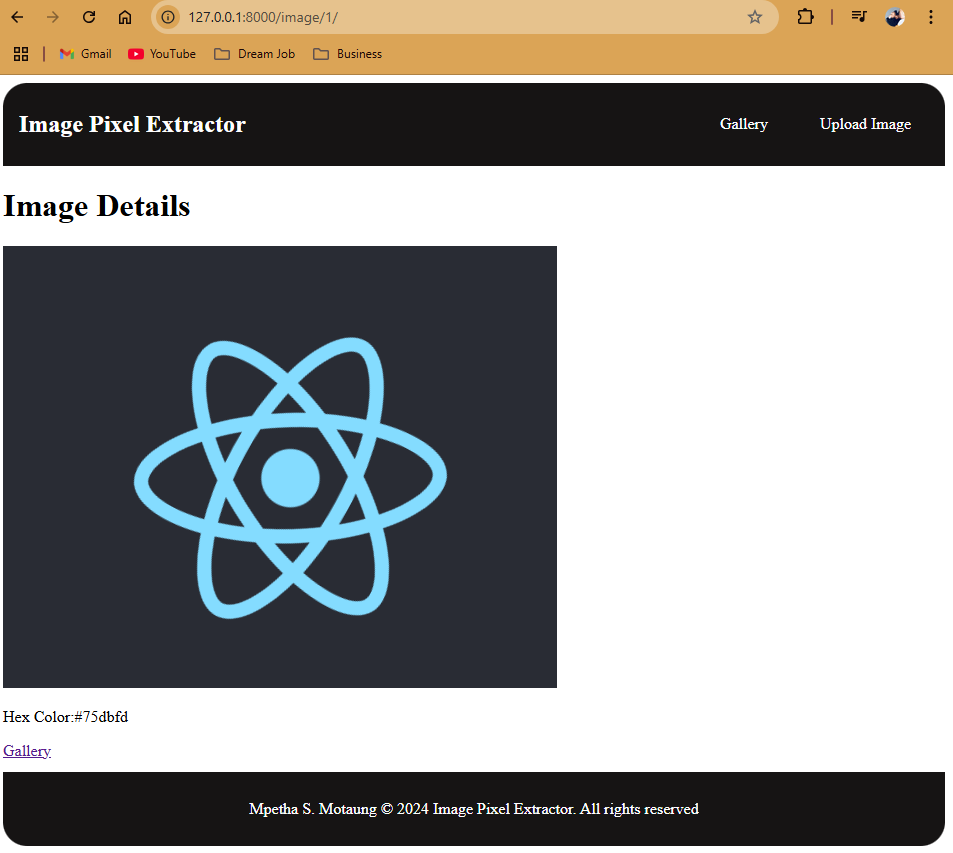 127.0.0.1:8000/image/1/
Gmail YouTube Dream Job Business
Image Pixel Extractor Gallery Upload Image
Image Details
Hex Color:#75dbfd
Gallery
Mpetha S. Motaung © 2024 Image Pixel Extractor. All rights reserved